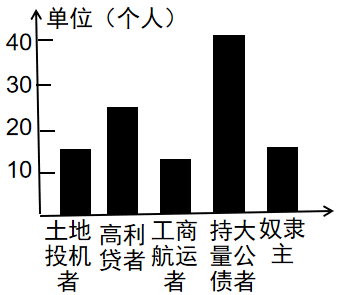 单位（个人）
40
30
20
10
土地
投机
者
高利
贷者
工商
航运
者
持大
量公
债者
奴隶
主